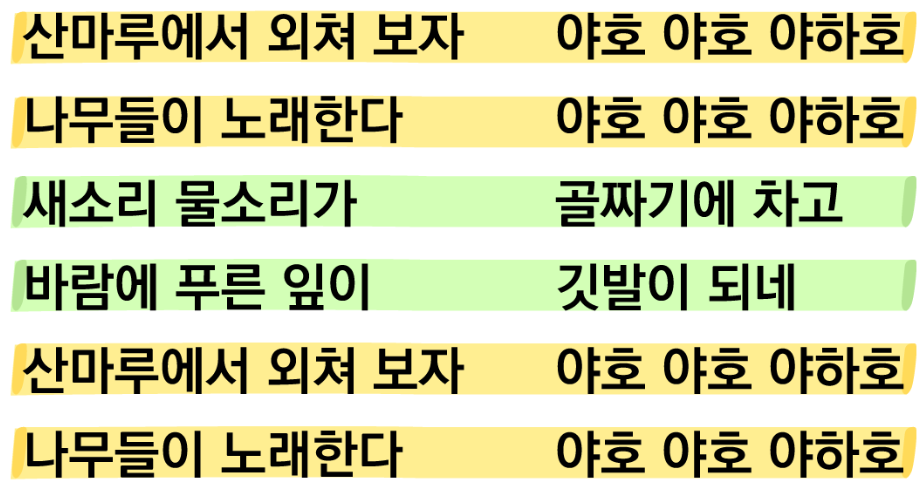 산마루에서 외쳐 보자 야호 야호 야하호
나무들이 노래한다 야호 야호 야하호
새소리 물소리가 골짜기에 차고
바람에 푸른 잎이 깃발이 되네
산마루에서 외쳐 보자 야호 야호 야하호
나무들이 노래한다 야호 야호 야하호